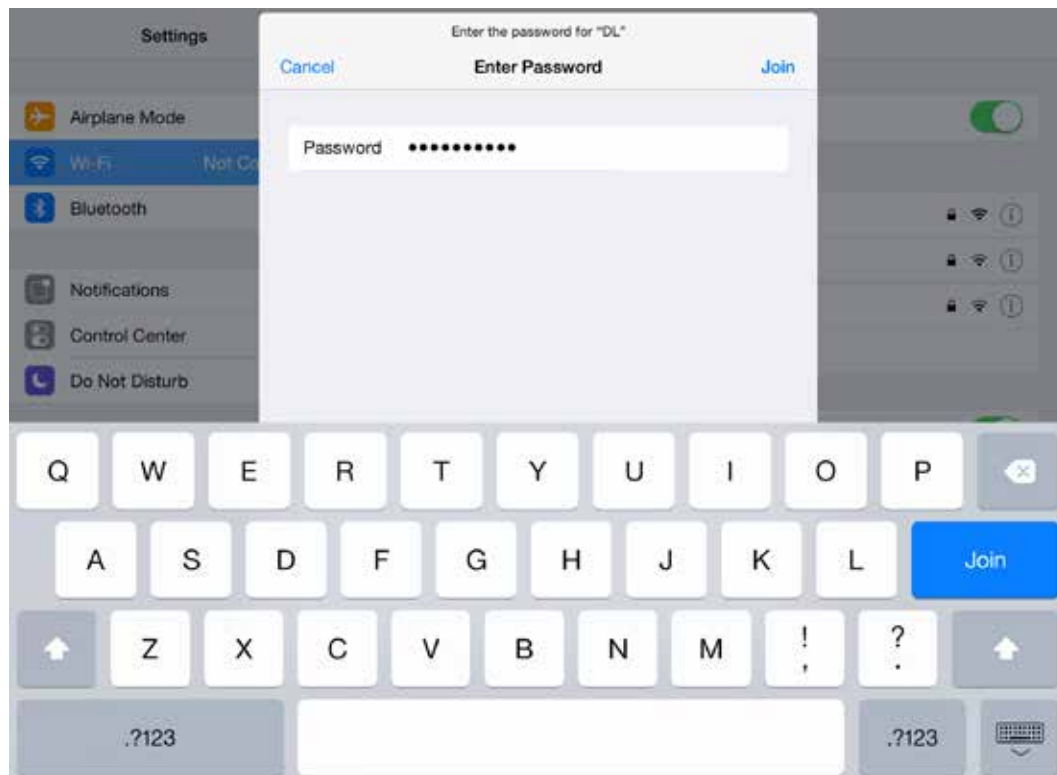 Settings
Enter the password for "DL"
Cancel Enter Password Join
Airplane Mode
Password ••••••••••
Wi-Fi Not Co
Bluetooth
Notifications
Control Center
Do Not Disturb
Q W E R T Y U I O P
A S D F G H J K L Join
Z X C V B N M ! , ? .
.?123 .?123